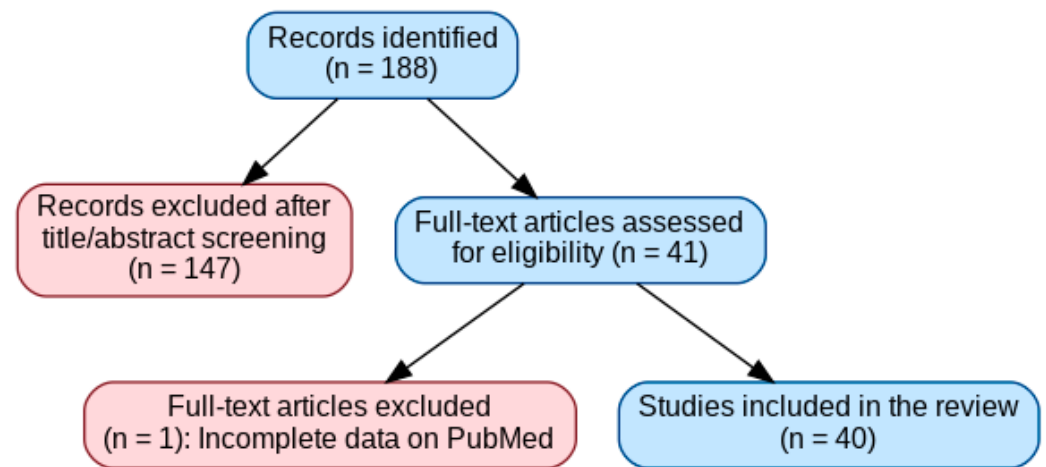 Records identified
(n = 188)
Records excluded after
title/abstract screening
(n = 147)
Full-text articles assessed
for eligibility (n = 41)
Full-text articles excluded
(n = 1): Incomplete data on PubMed
Studies included in the review
(n = 40)